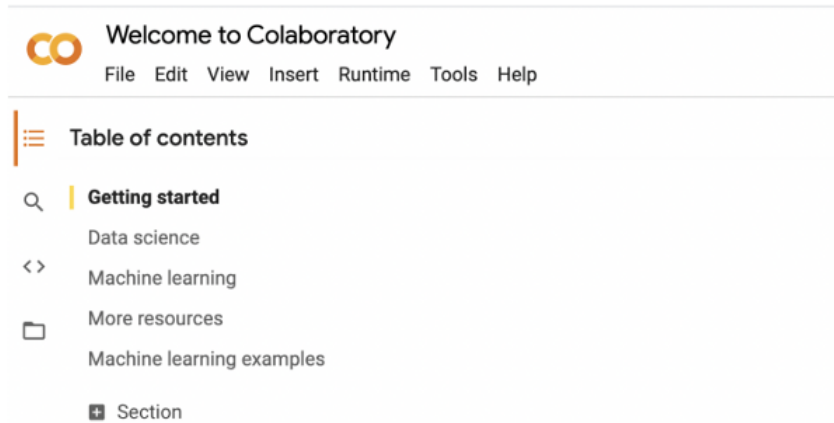 Welcome to Colaboratory
File Edit View Insert Runtime Tools Help
Table of contents
Getting started
Data science
Machine learning
More resources
Machine learning examples
Section